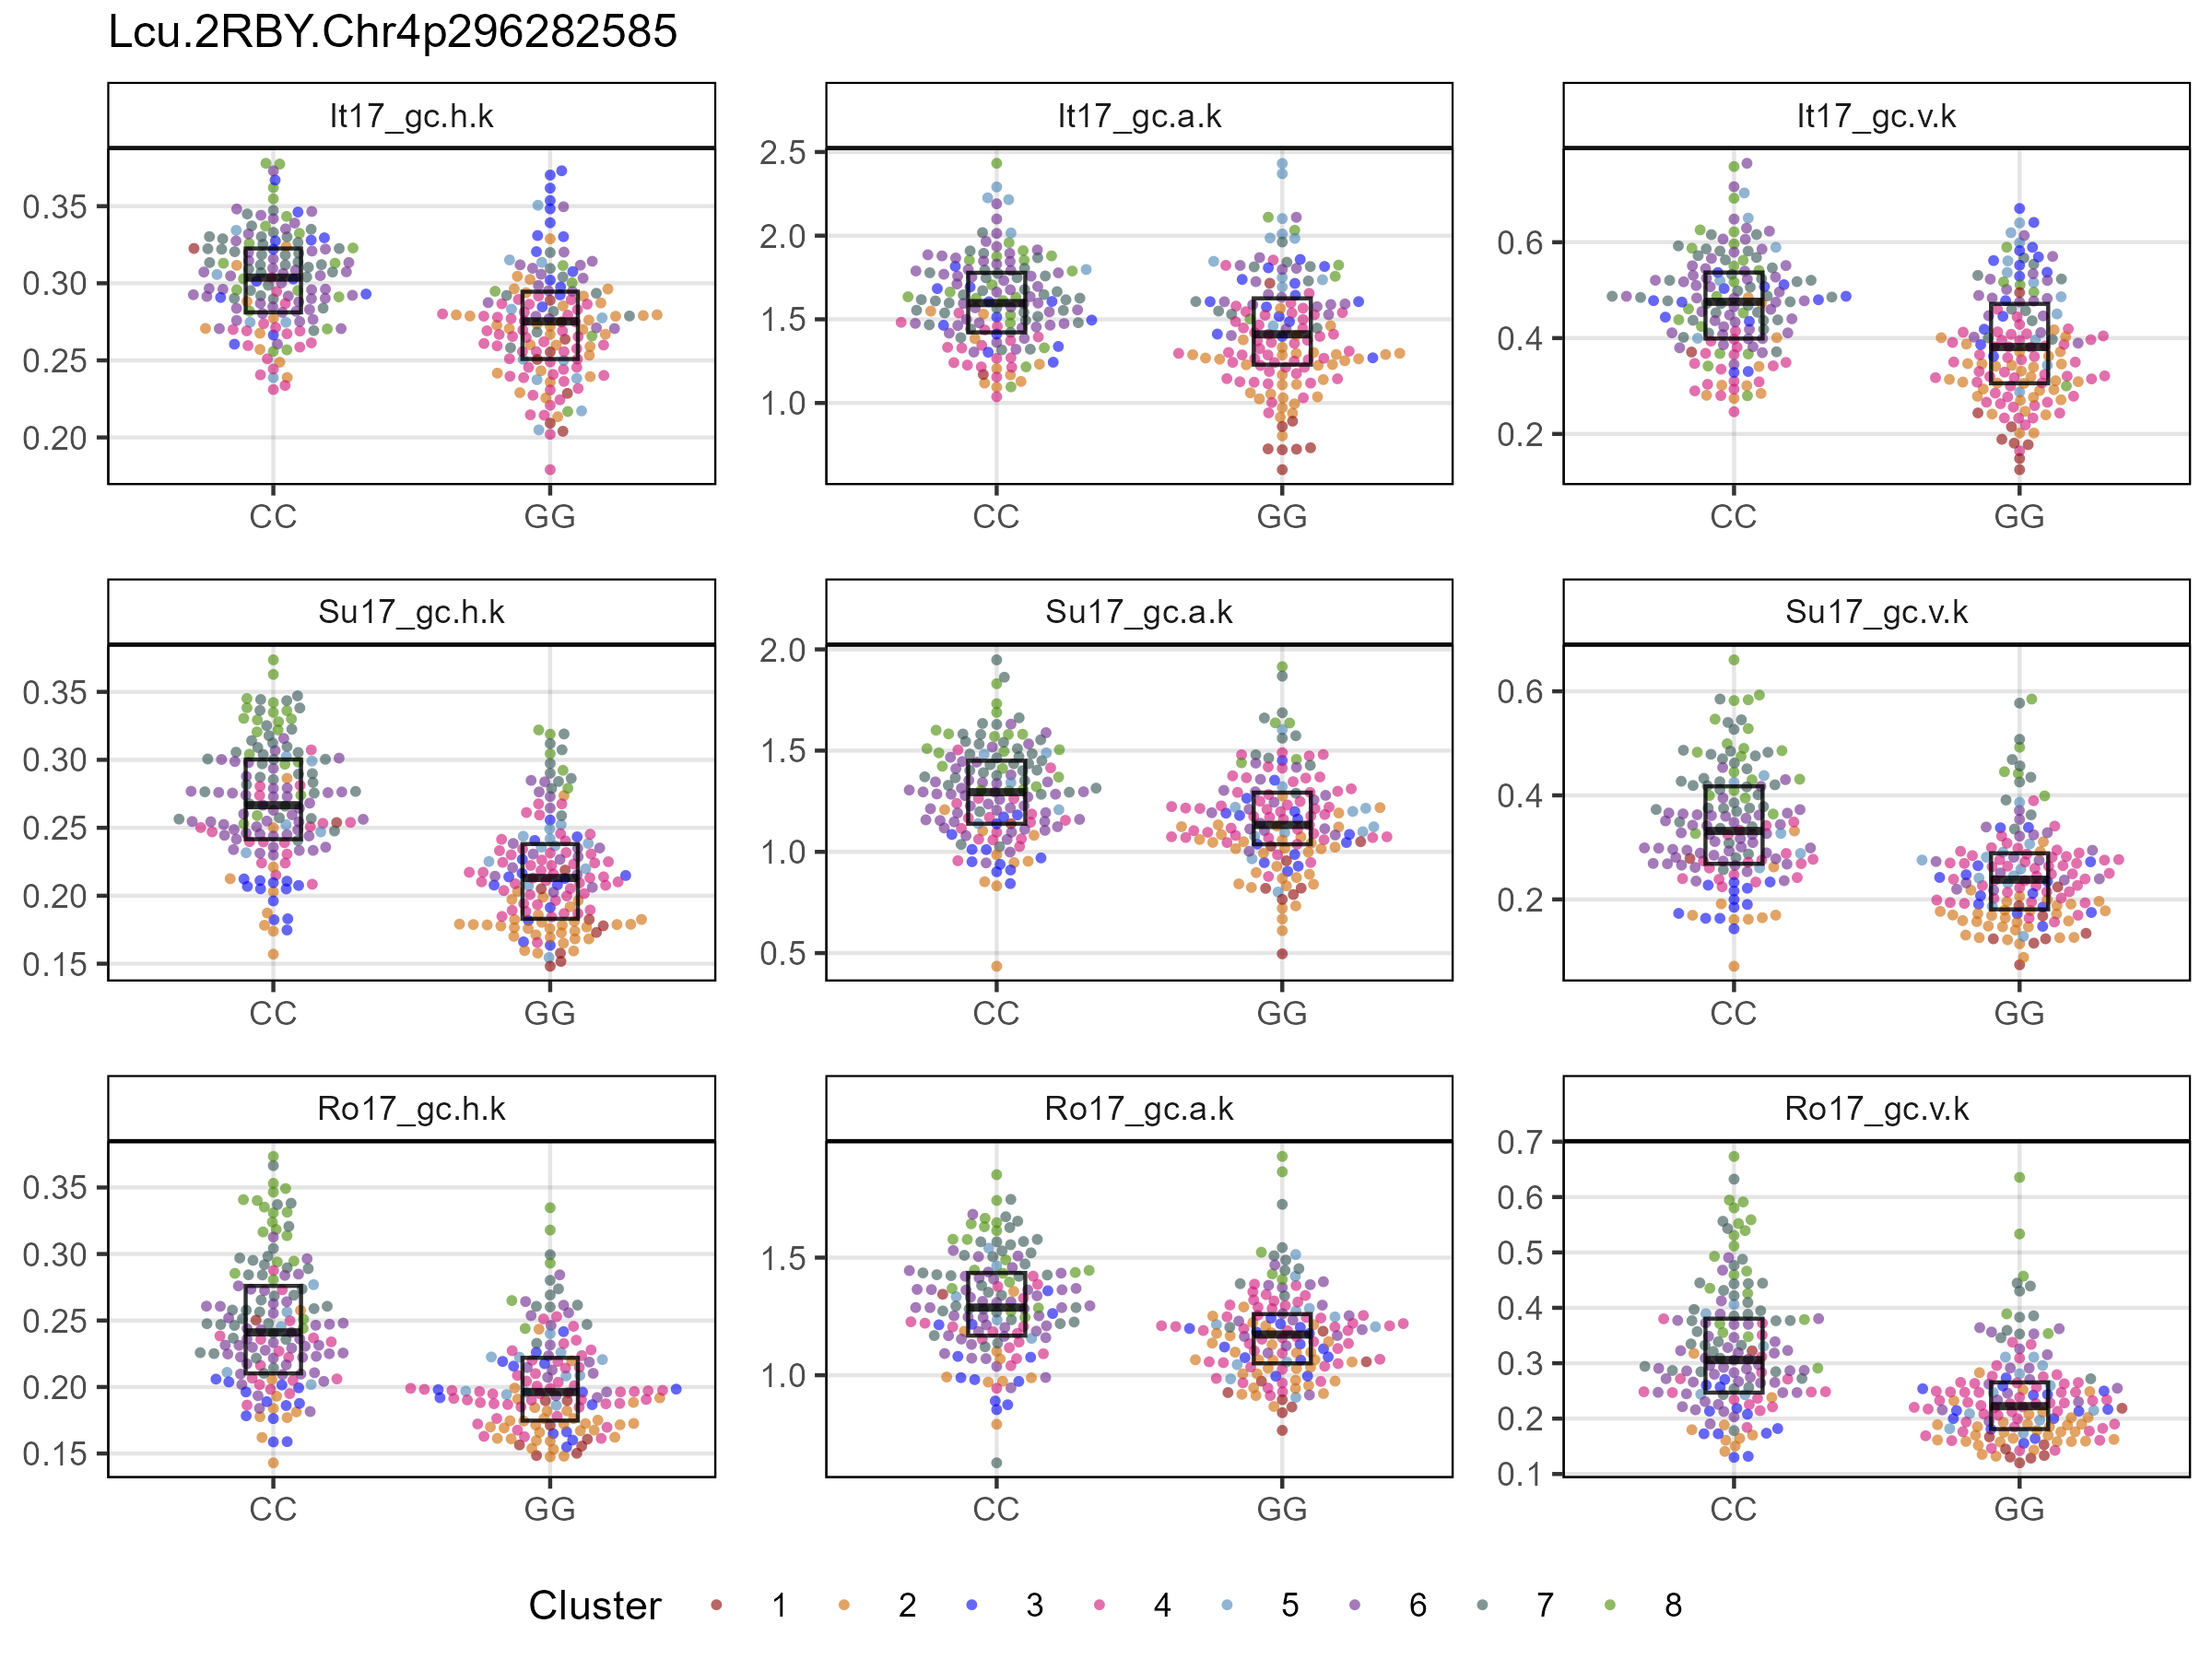 Lcu.2RBY.Chr4p296282585
It17_gc.h.k
It17_gc.a.k
It17_gc.v.k
0.35
0.30
0.25
0.20
CC
GG
2.5
2.0
1.5
1.0
CC
GG
0.6
0.4
0.2
CC
GG
Su17_gc.h.k
Su17_gc.a.k
Su17_gc.v.k
0.35
0.30
0.25
0.20
0.15
CC
GG
2.0
1.5
1.0
0.5
CC
GG
0.6
0.4
0.2
CC
GG
Ro17_gc.h.k
Ro17_gc.a.k
Ro17_gc.v.k
0.35
0.30
0.25
0.20
0.15
CC
GG
1.5
1.0
CC
GG
0.7
0.6
0.5
0.4
0.3
0.2
0.1
CC
GG
Cluster 1 2 3 4 5 6 7 8